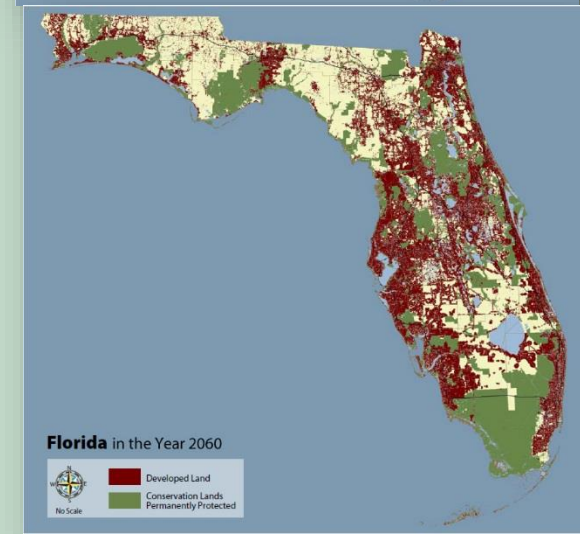 Florida in the Year 2060
N
W E
S
No Scale
Developed Land
Conservation Lands
Permanently Protected